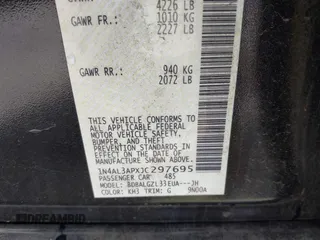 4226 LB
GAWR FR.: 1010 KG
2227 LB
GAWR RR.: 940 KG
2072 LB
THIS VEHICLE CONFORMS TO ALL
APPLICABLE FEDERAL
MOTOR VEHICLE SAFETY,
BUMPER, AND THEFT PREVENTION
STANDARDS IN EFFECT ON THE
DATE OF MANUFACTURE
SHOWN ABOVE.
1N4AL3APXJC297695
PASSENGER CAR 485
MODEL: BDBALGZL33EUA---JH
COLOR: KH3 TRIM: G 9N00A